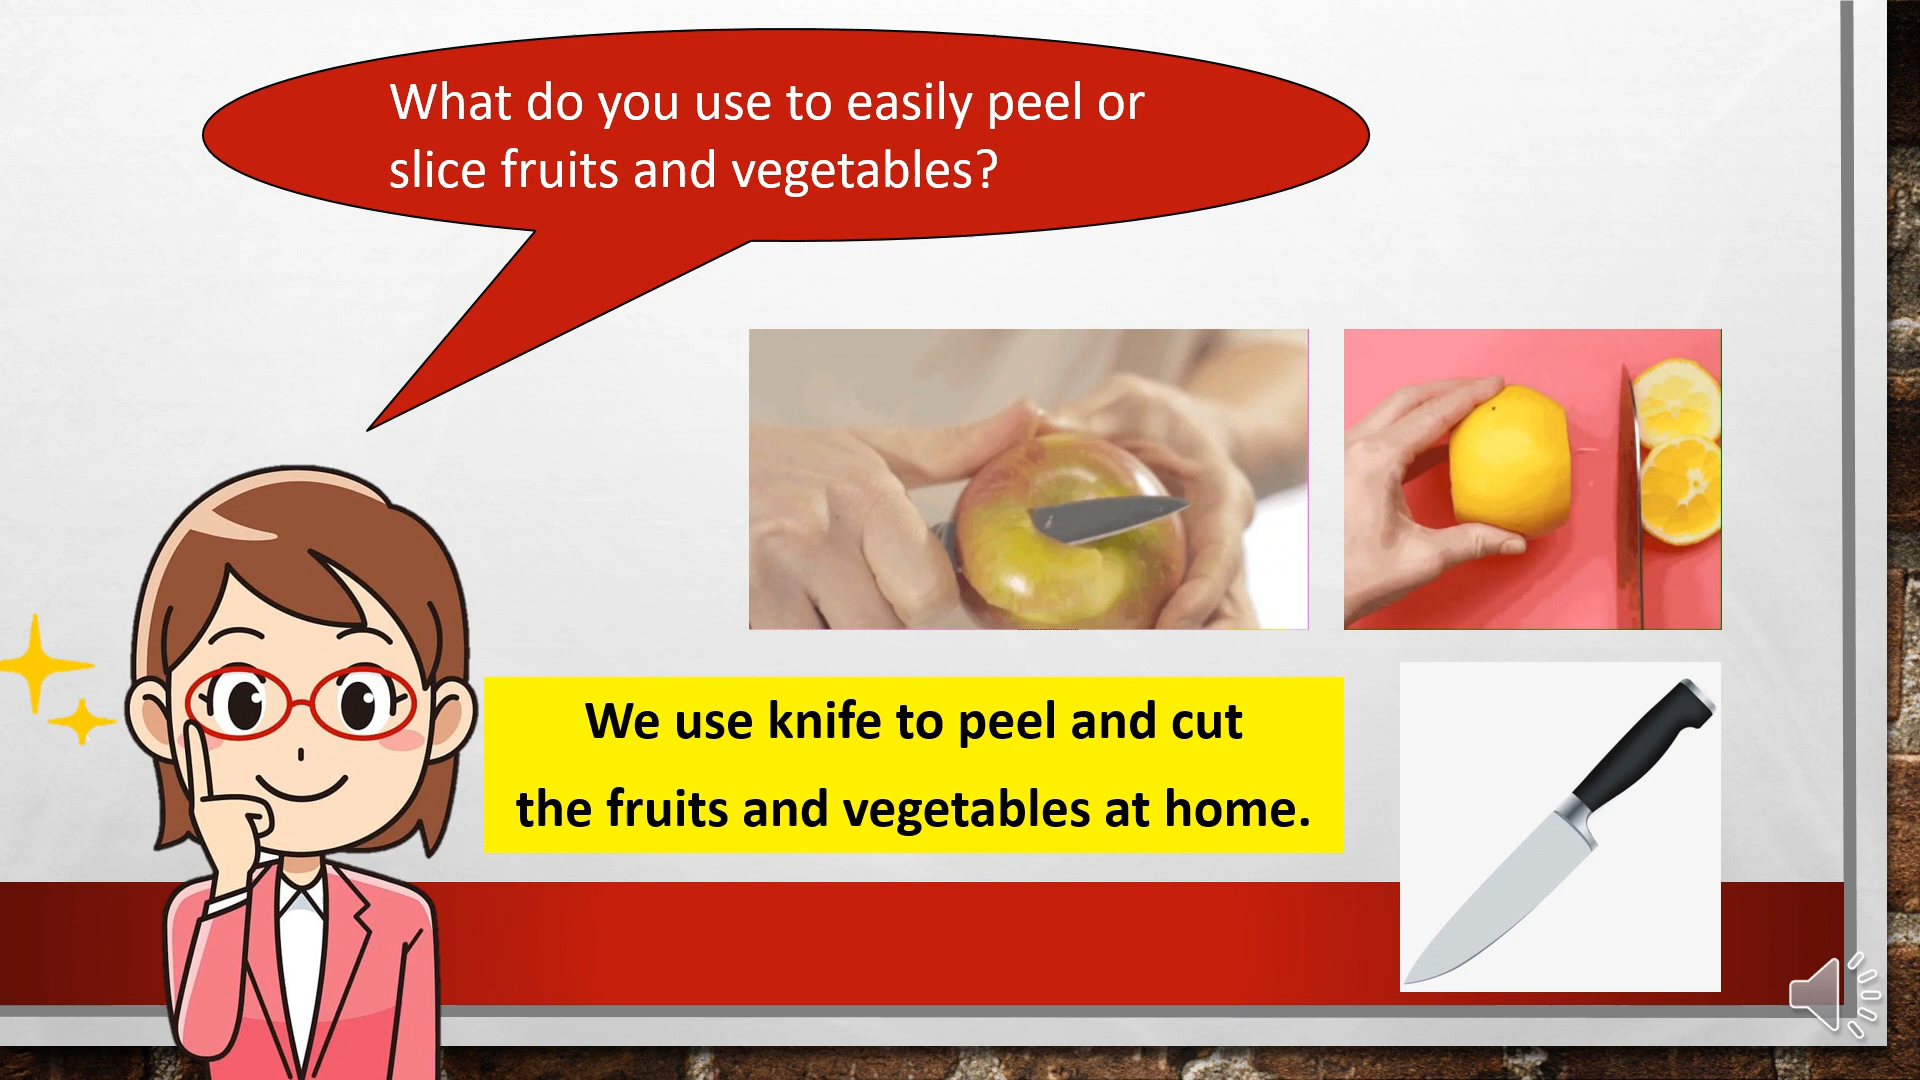 What do you use to easily peel or
slice fruits and vegetables?
We use knife to peel and cut
the fruits and vegetables at home.